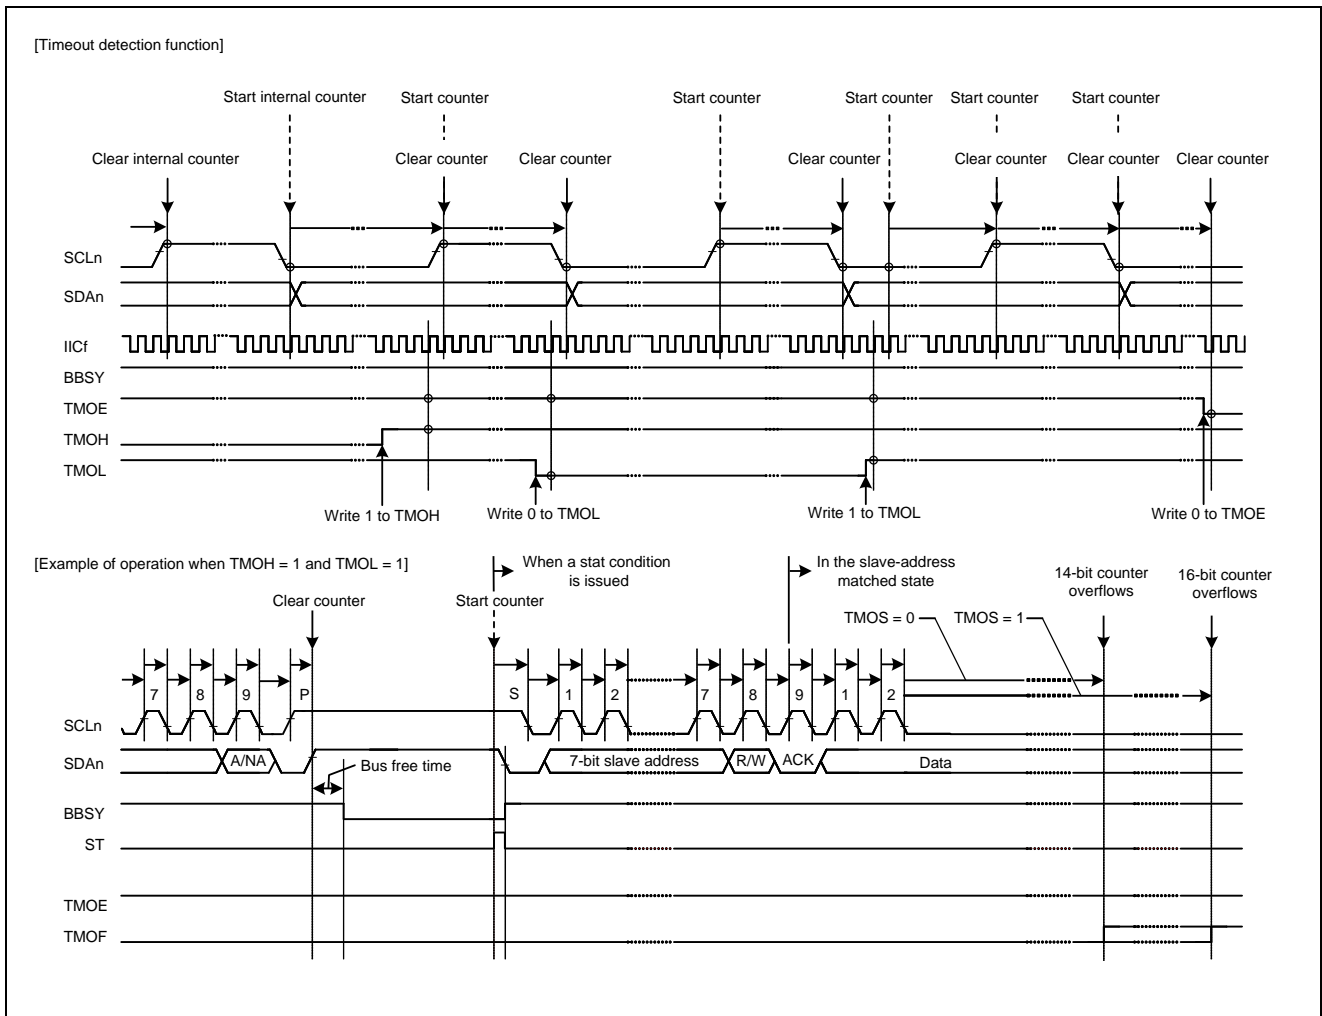 [Timeout detection function]
Start internal counter
Start counter
Start counter
Start counter
Start counter
Start counter
Clear internal counter
Clear counter
Clear counter
Clear counter
Clear counter
Clear counter
Clear counter
SCLn
SDAn
IICf
BBSY
TMOE
TMOH
TMOL
Write 1 to TMOH
Write 0 to TMOL
Write 1 to TMOL
Write 0 to TMOE
[Example of operation when TMOH = 1 and TMOL = 1]
When a stat condition
is issued
In the slave-address
matched state
14-bit counter
overflows
16-bit counter
overflows
Clear counter
Start counter
TMOS = 0
TMOS = 1
7 8 9 P S 1 2 7 8 9 1 2
SCLn
SDAn
A/NA
Bus free time
7-bit slave address
R/W
ACK
Data
BBSY
ST
TMOE
TMOF